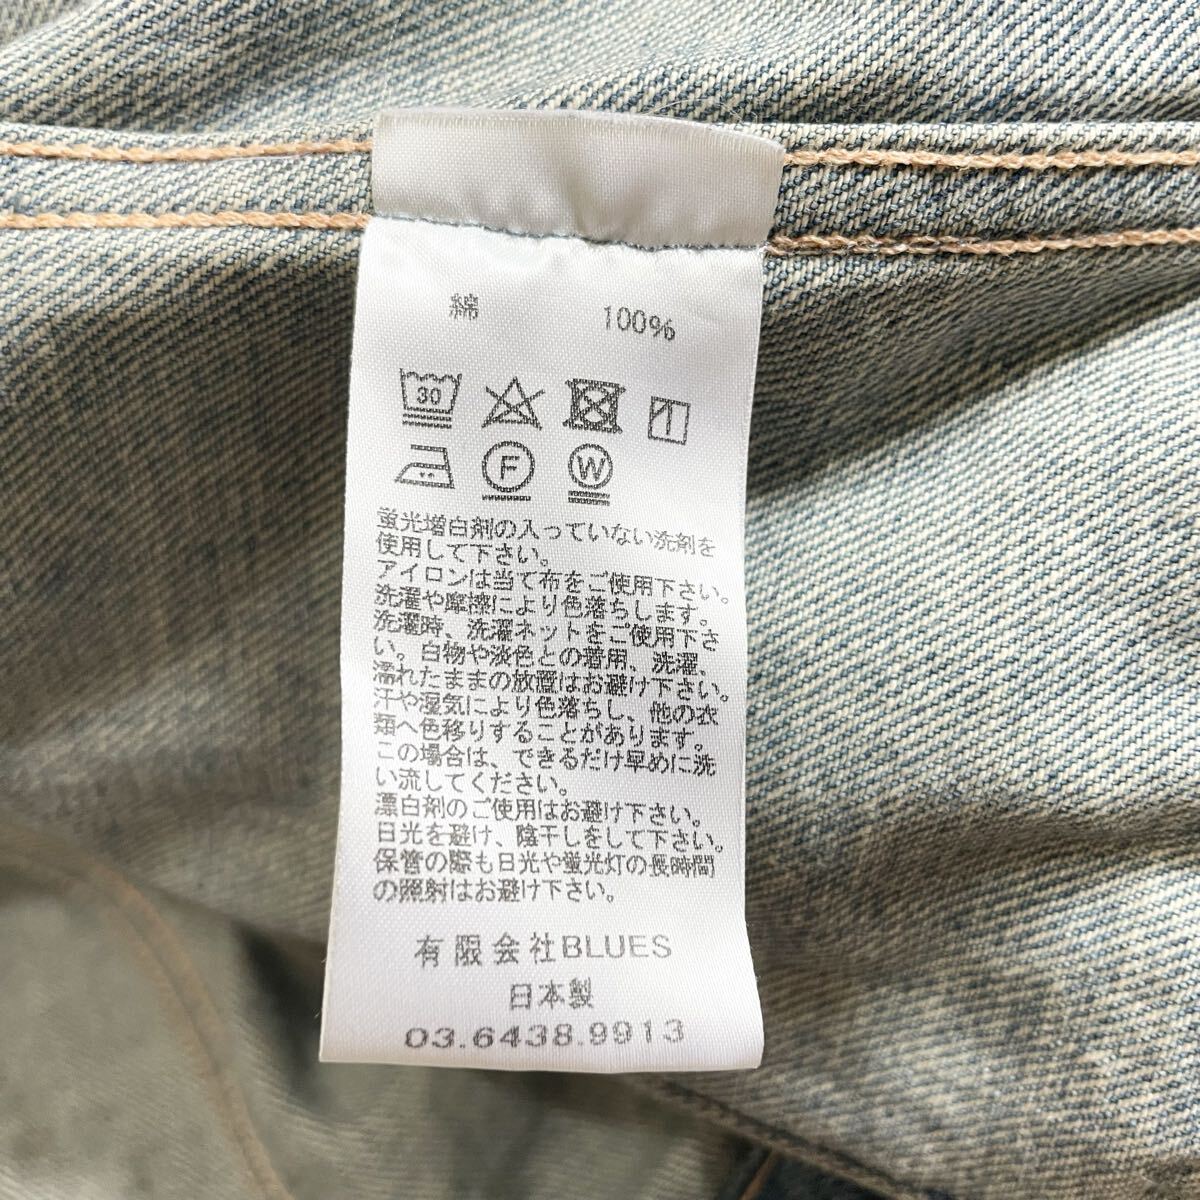 綿 100%
30
F W
蛍光増白剤の入っていない洗剤を
使用して下さい。
アイロンは当て布をご使用下さい。
洗濯や摩擦により色落ちします。
洗濯時、洗濯ネットをご使用下さ
い。白物や淡色との着用、洗濯、
濡れたままの放置はお避け下さい。
汗や湿気により色落ちし、他の衣
類へ色移りすることがあります。
この場合は、できるだけ早めに洗
い流してください。
漂白剤のご使用はお避け下さい。
日光を避け、陰干しをして下さい。
保管の際も日光や蛍光灯の長時間
の照射はお避け下さい。
有限会社BLUES
日本製
03.6438.9913